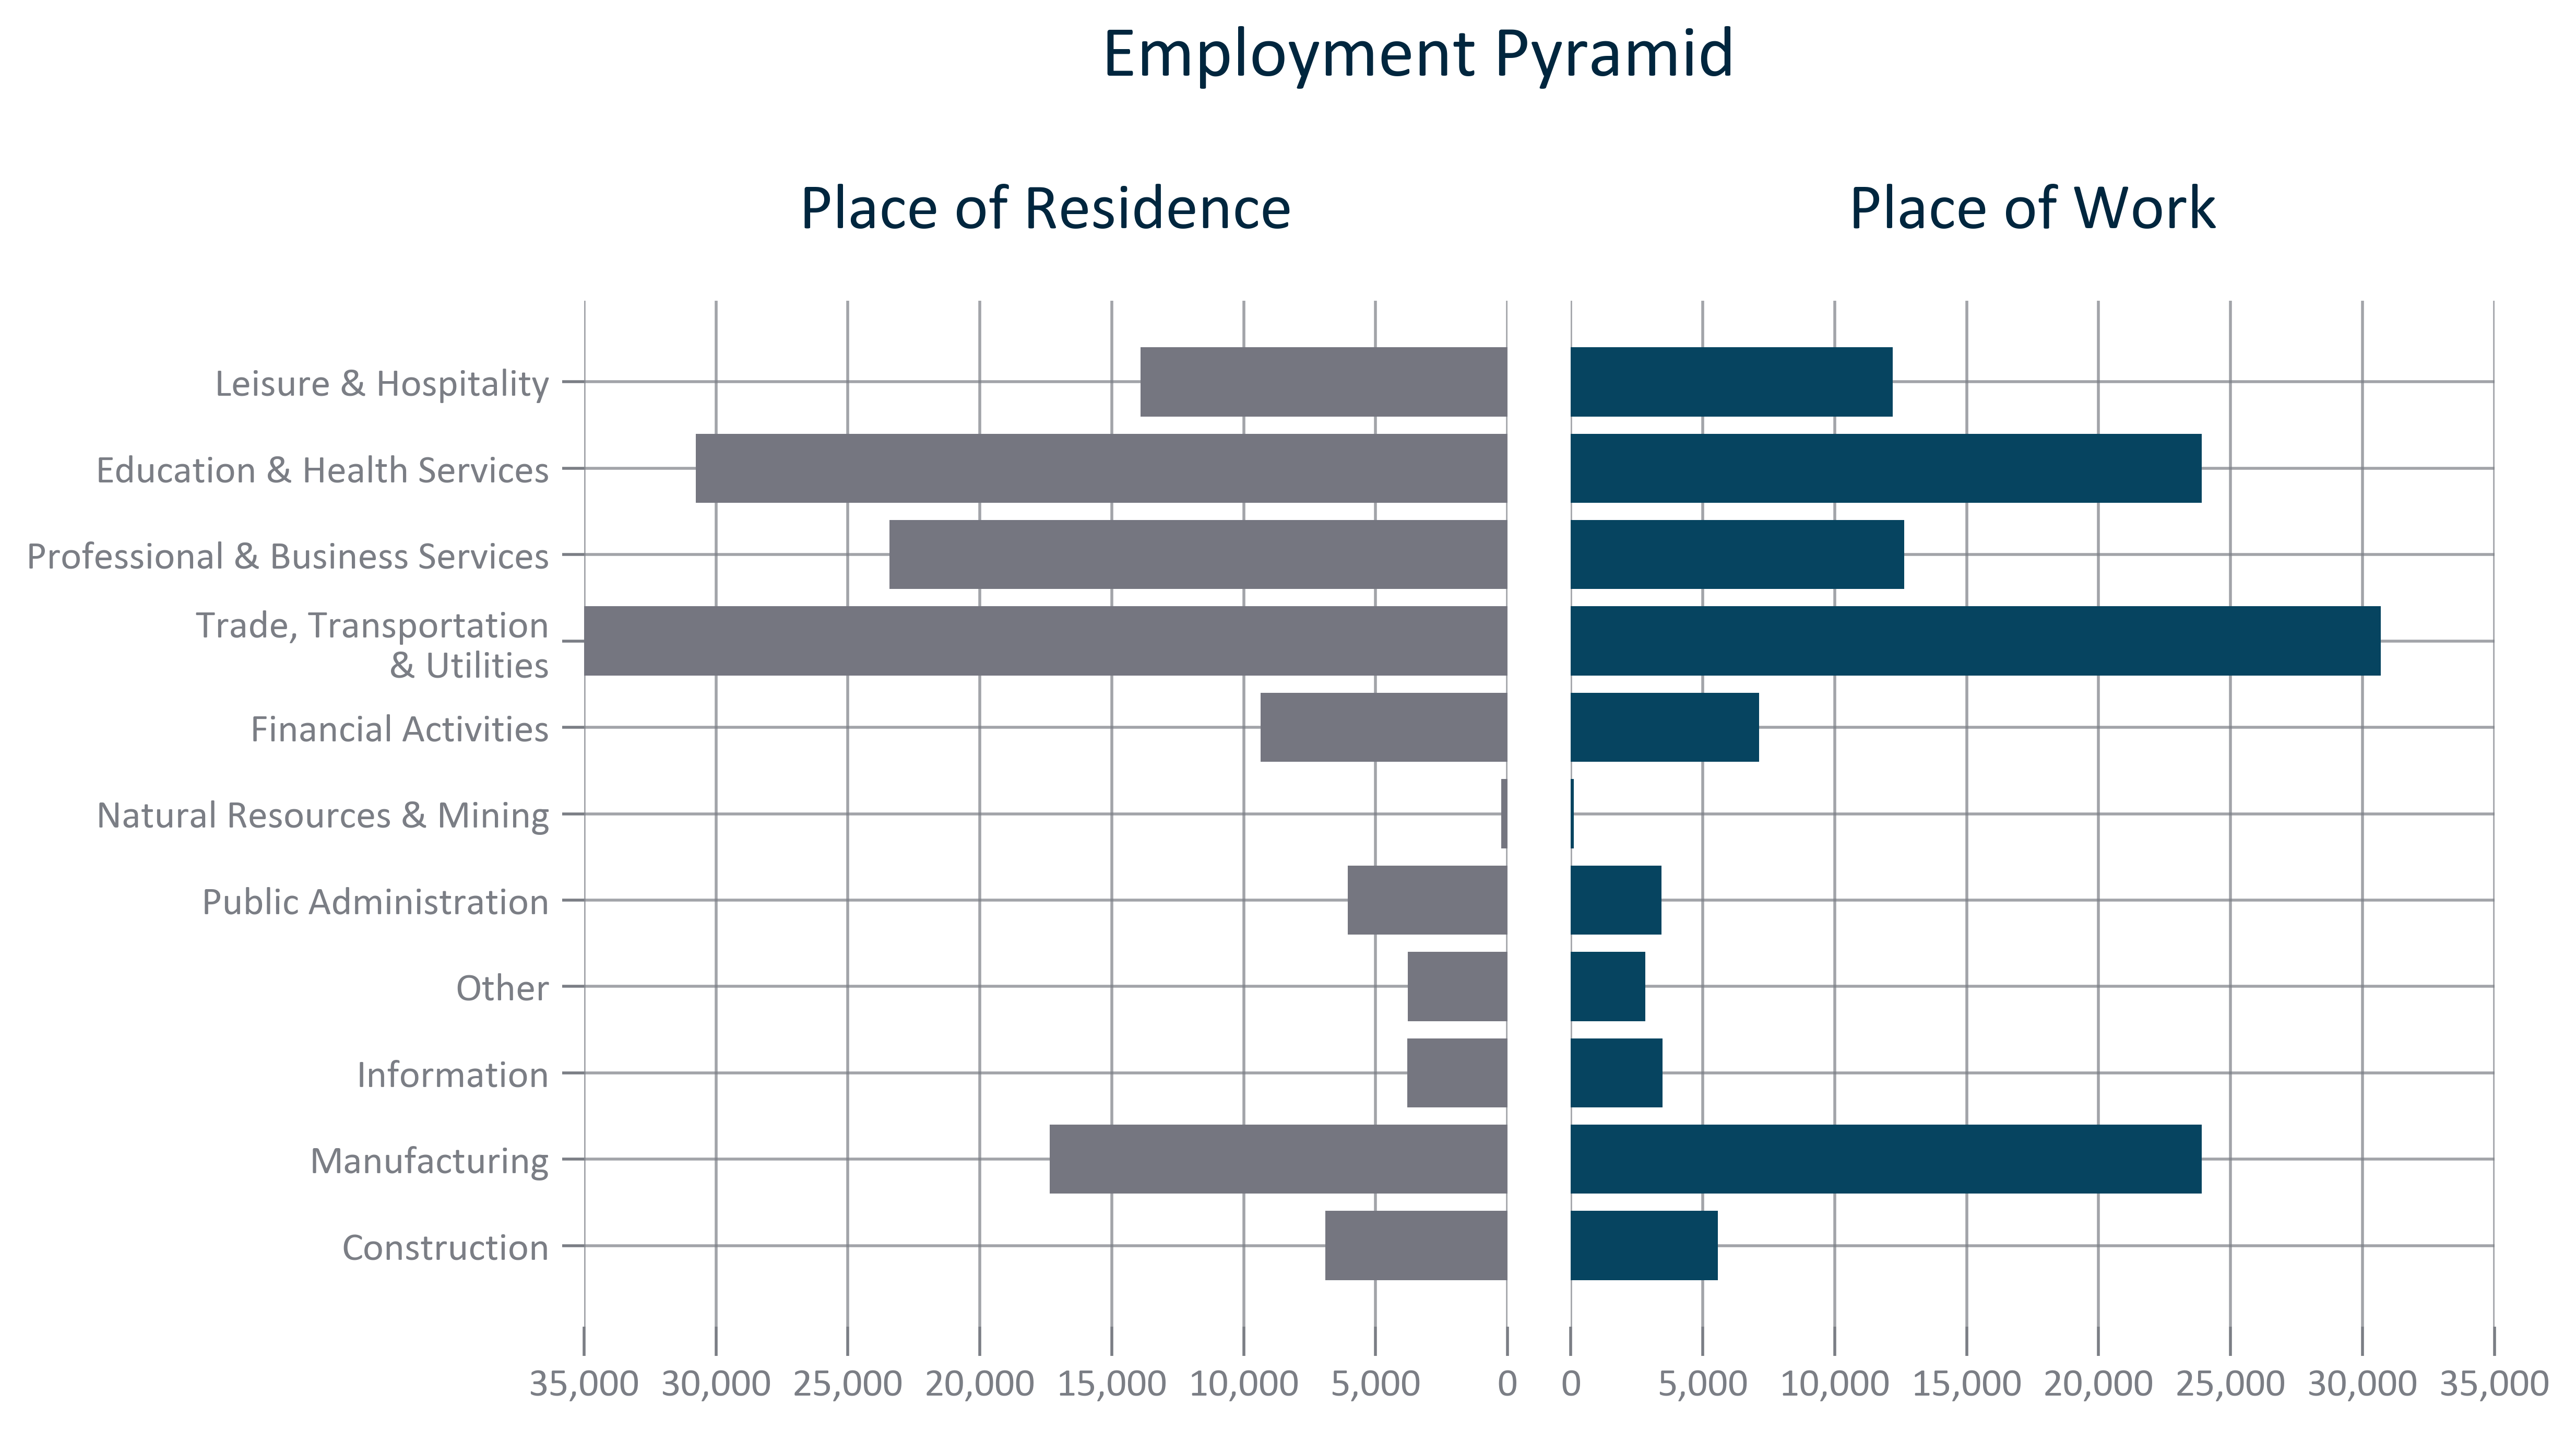 Employment Pyramid
Place of Residence
Place of Work
Leisure & Hospitality
Education & Health Services
Professional & Business Services
Trade, Transportation
& Utilities
Financial Activities
Natural Resources & Mining
Public Administration
Other
Information
Manufacturing
Construction
35,000 30,000 25,000 20,000 15,000 10,000 5,000 0
0 5,000 10,000 15,000 20,000 25,000 30,000 35,000